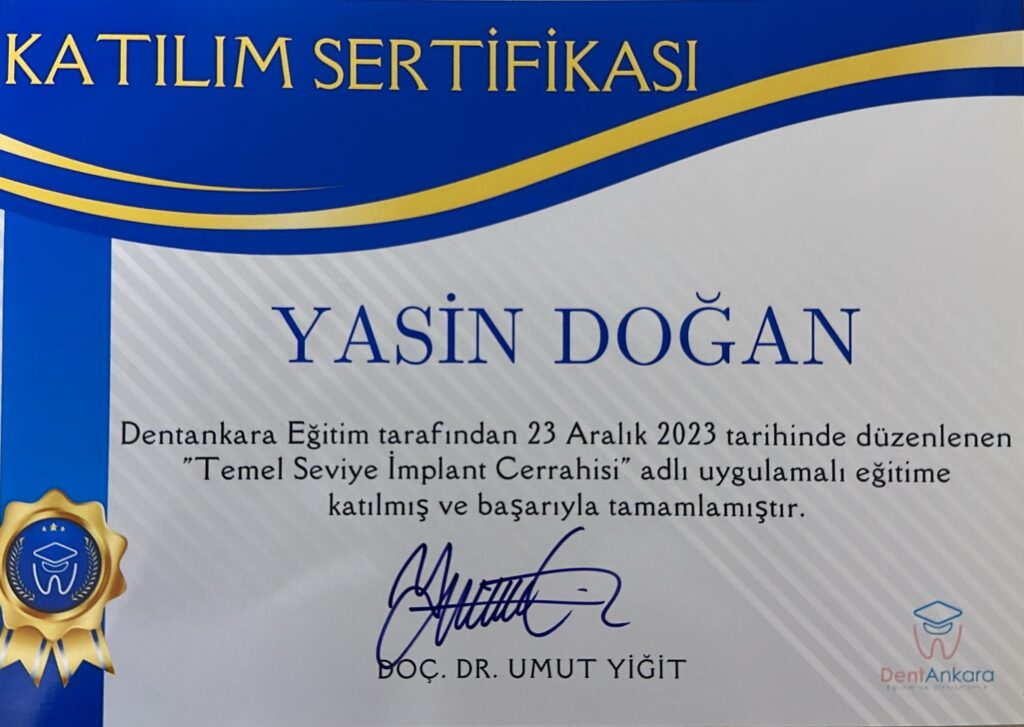 KATILIM SERTİFİKASI
YASİN DOĞAN
Dentankara Eğitim tarafından 23 Aralık 2023 tarihinde düzenlenen
"Temel Seviye İmplant Cerrahisi" adlı uygulamalı eğitime
katılmış ve başarıyla tamamlamıştır.
DOÇ. DR. UMUT YİĞİT
DentAnkara